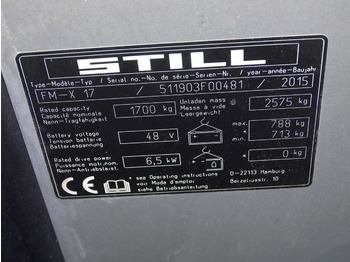 STILL
Type-Modèle-Typ / Serial no.-No. de série-Serien-Nr. / year-année-Baujahr
FM-X 17 / 511903F00481 / 2015
Rated capacity
Capacité nominale
Nenn-Tragfähigkeit
1700 kg
Unladen mass
Masse à vide
Leergewicht
2575 kg
Battery voltage
Tension batterie
Batteriespannung
48 V
max. 788 kg
min. 713 kg
Rated drive power
Puissance motr. nom.
Nenn-Antriebsleist.
6,5 kW
* 0 kg
CE
* see Operating instructions
voir Mode d'emploi
siehe Betriebsanleitung
D-22113 Hamburg
Berzeliusstr. 10